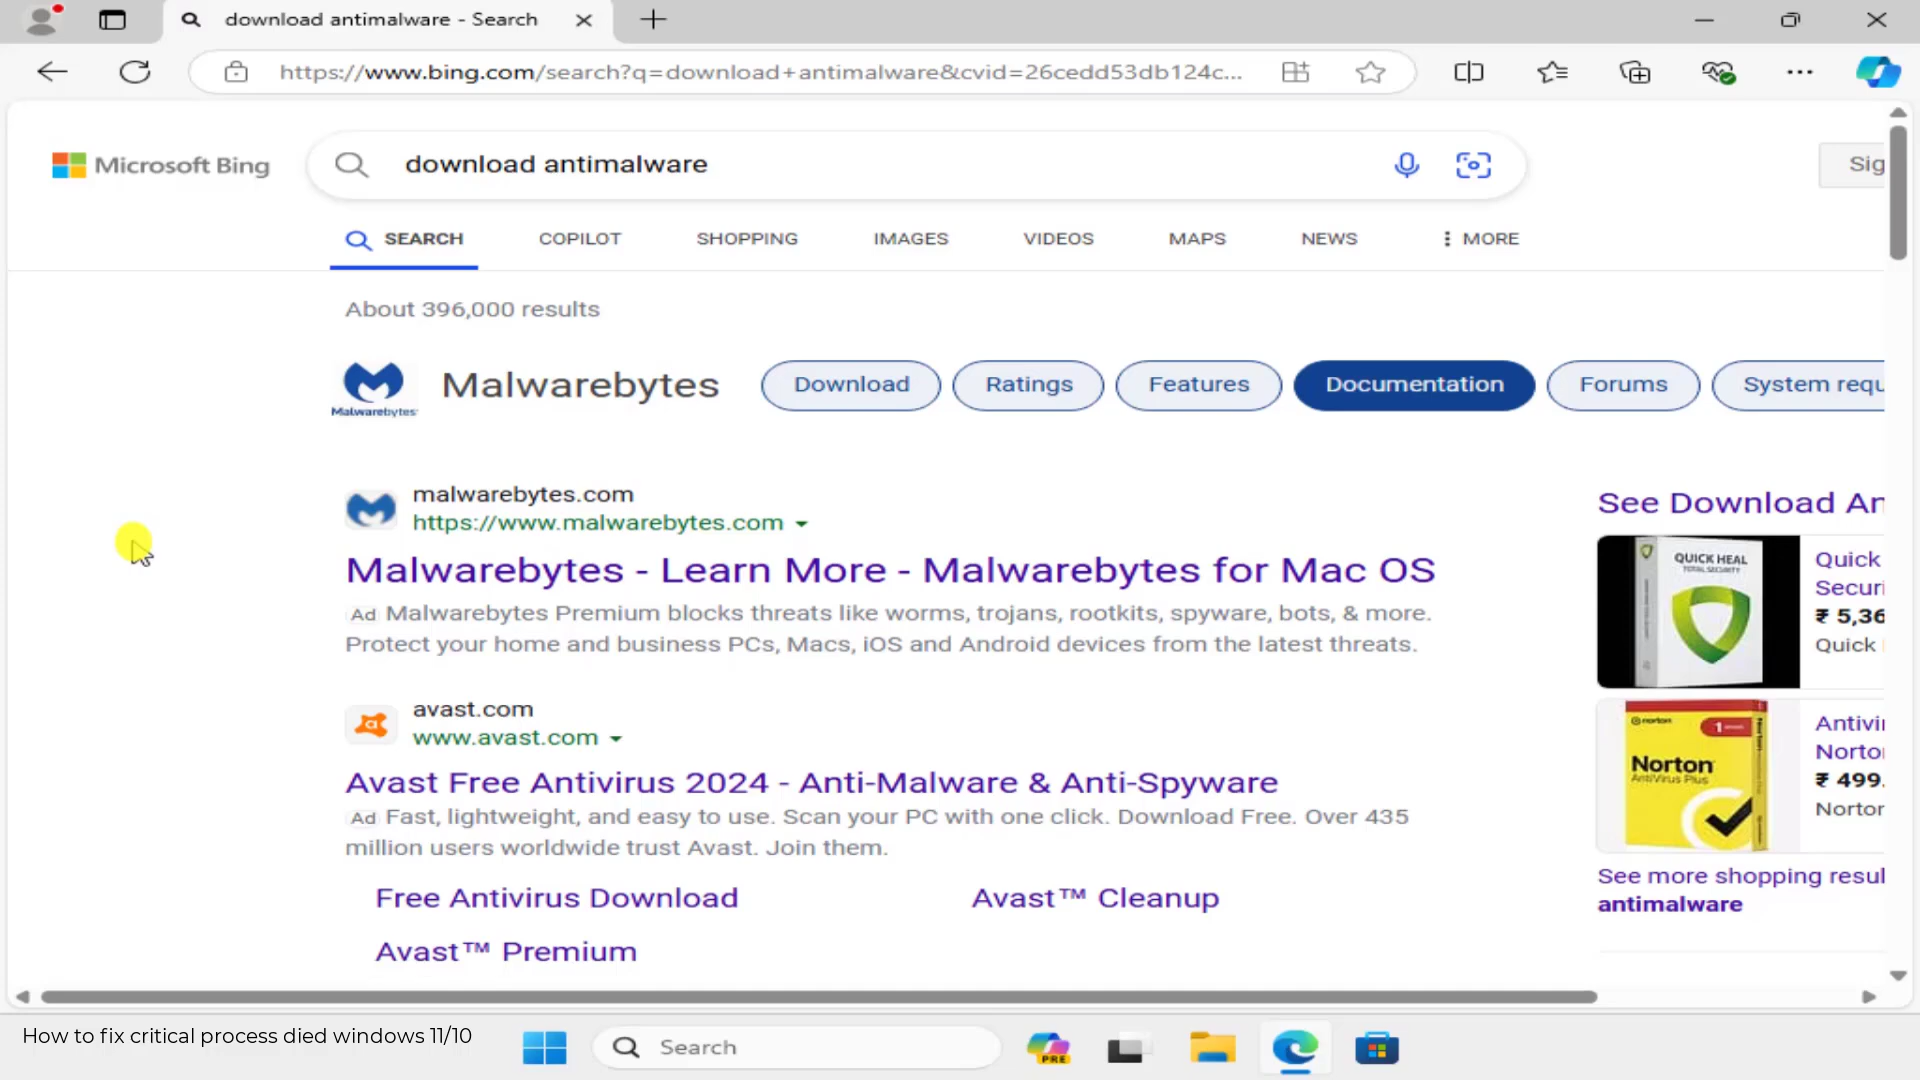 download antimalware - Search
https://www.bing.com/search?q=download+antimalware&cvid=26cedd53db124c...
Microsoft Bing
download antimalware
Sig
SEARCH
COPILOT
SHOPPING
IMAGES
VIDEOS
MAPS
NEWS
MORE
About 396,000 results
Malwarebytes
Malwarebytes
Download
Ratings
Features
Documentation
Forums
System requ
malwarebytes.com
https://www.malwarebytes.com
Malwarebytes - Learn More - Malwarebytes for Mac OS
Ad Malwarebytes Premium blocks threats like worms, trojans, rootkits, spyware, bots, & more.
Protect your home and business PCs, Macs, iOS and Android devices from the latest threats.
avast.com
www.avast.com
Avast Free Antivirus 2024 - Anti-Malware & Anti-Spyware
Ad Fast, lightweight, and easy to use. Scan your PC with one click. Download Free. Over 435
million users worldwide trust Avast. Join them.
Free Antivirus Download
Avast™ Cleanup
Avast™ Premium
See Download An
QUICK HEAL
TOTAL SECURITY
Quick
Securi
₹ 5,36
Quick
norton
1
Norton
AntiVirus Plus
Antivi
Norto
₹ 499.
Norton
See more shopping resul
antimalware
How to fix critical process died windows 11/10
Search
PRE